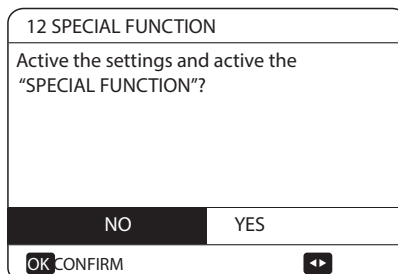 12 SPECIAL FUNCTION
Active the settings and active the
“SPECIAL FUNCTION”?
NO YES
OK CONFIRM